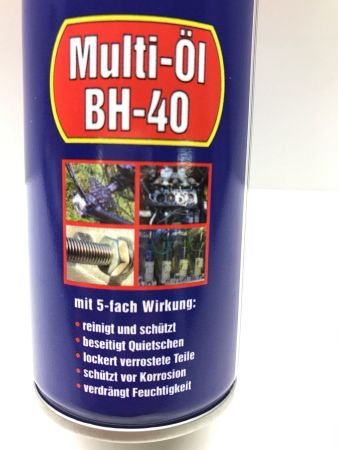 Multi-Öl
BH-40
mit 5-fach Wirkung:
• reinigt und schützt
• beseitigt Quietschen
• lockert verrostete Teile
• schützt vor Korrosion
• verdrängt Feuchtigkeit